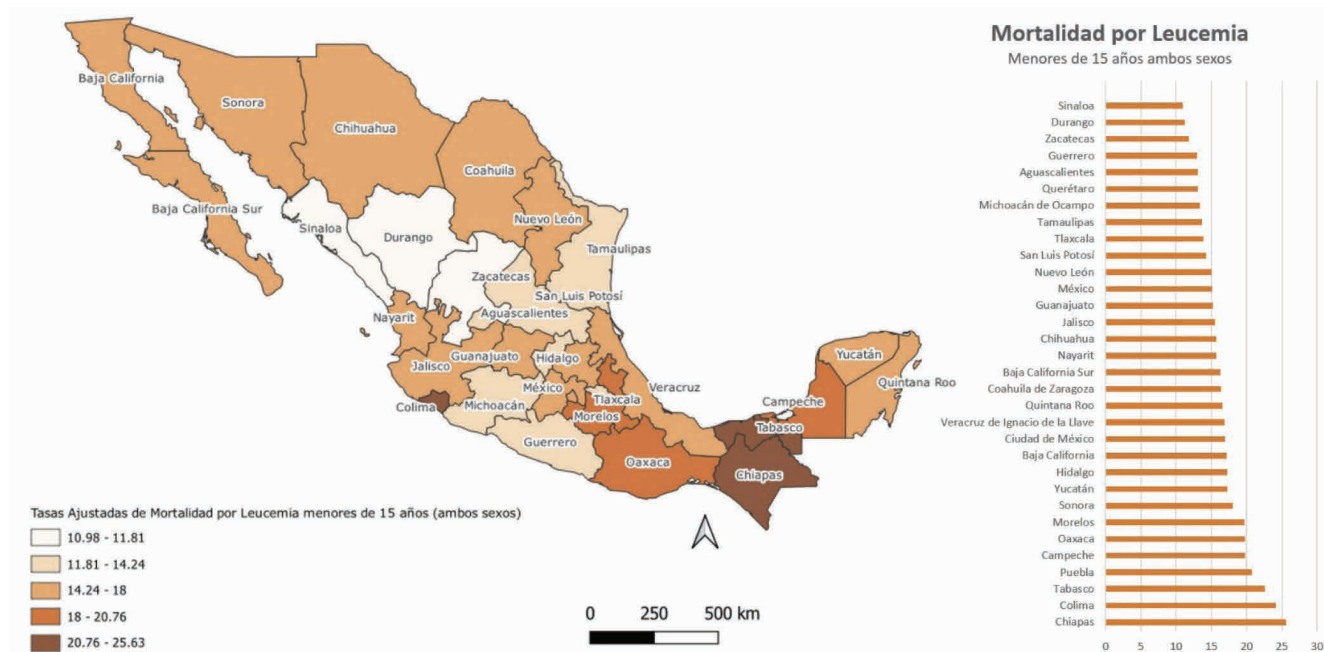 Baja California
Sonora
Chihuahua
Coahuila
Baja California Sur
Sinaloa
Durango
Nuevo León
Tamaulipas
Zacatecas
San Luis Potosí
Aguascalientes
Nayarit
Jalisco
Guanajuato
Hidalgo
Yucatán
Quintana Roo
Colima
Michoacán
México
Tlaxcala
Veracruz
Morelos
Campeche
Tabasco
Guerrero
Oaxaca
Chiapas
Tasas Ajustadas de Mortalidad por Leucemia menores de 15 años (ambos sexos)
10.98 - 11.81
11.81 - 14.24
14.24 - 18
18 - 20.76
20.76 - 25.63
0 250 500 km
Mortalidad por Leucemia
Menores de 15 años ambos sexos
Sinaloa
Durango
Zacatecas
Guerrero
Aguascalientes
Querétaro
Michoacán de Ocampo
Tamaulipas
Tlaxcala
San Luis Potosí
Nuevo León
México
Guanajuato
Jalisco
Chihuahua
Nayarit
Baja California Sur
Coahuila de Zaragoza
Quintana Roo
Veracruz de Ignacio de la Llave
Ciudad de México
Baja California
Hidalgo
Yucatán
Sonora
Morelos
Oaxaca
Campeche
Puebla
Tabasco
Colima
Chiapas
0 5 10 15 20 25 30